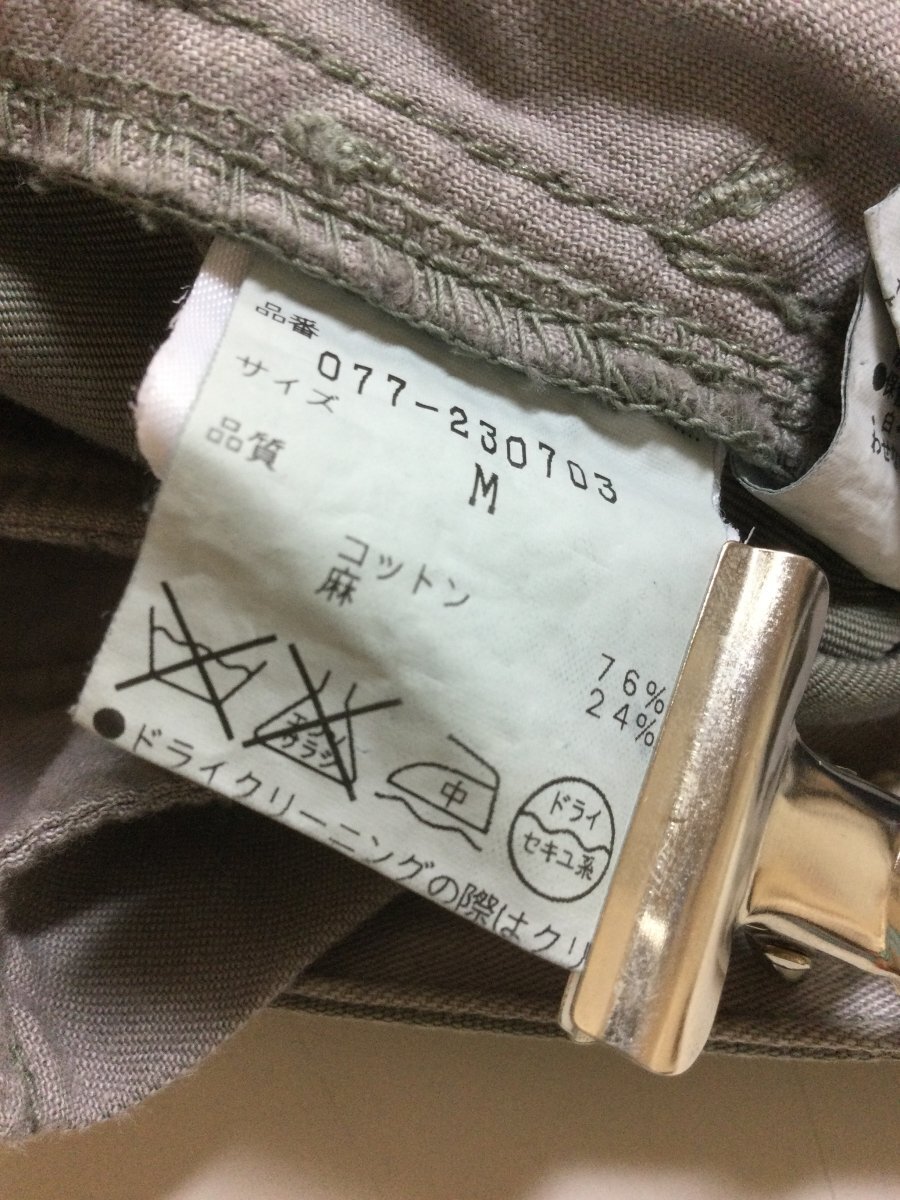 品番
077-230703
サイズ
M
品質
コットン 76%
麻 24%
エンソ
サラシ
中
ドライ
セキユ系
●ドライクリーニングの際はクリ